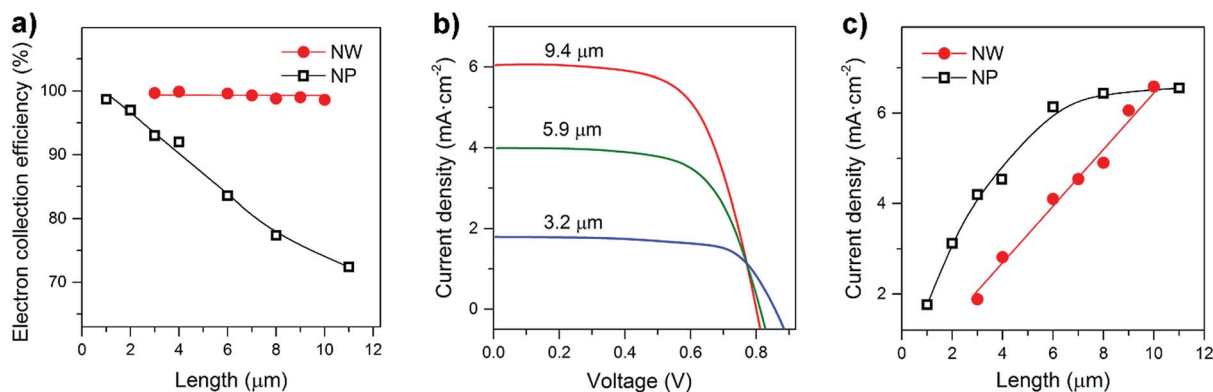 a)
Electron collection efficiency (%)
100
90
80
70
NW
NP
0 2 4 6 8 10 12
Length (μm)
b)
Current density (mA·cm⁻²)
6
4
2
0
9.4 μm
5.9 μm
3.2 μm
0.0 0.2 0.4 0.6 0.8
Voltage (V)
c)
Current density (mA·cm⁻²)
6
4
2
NW
NP
0 2 4 6 8 10 12
Length (μm)